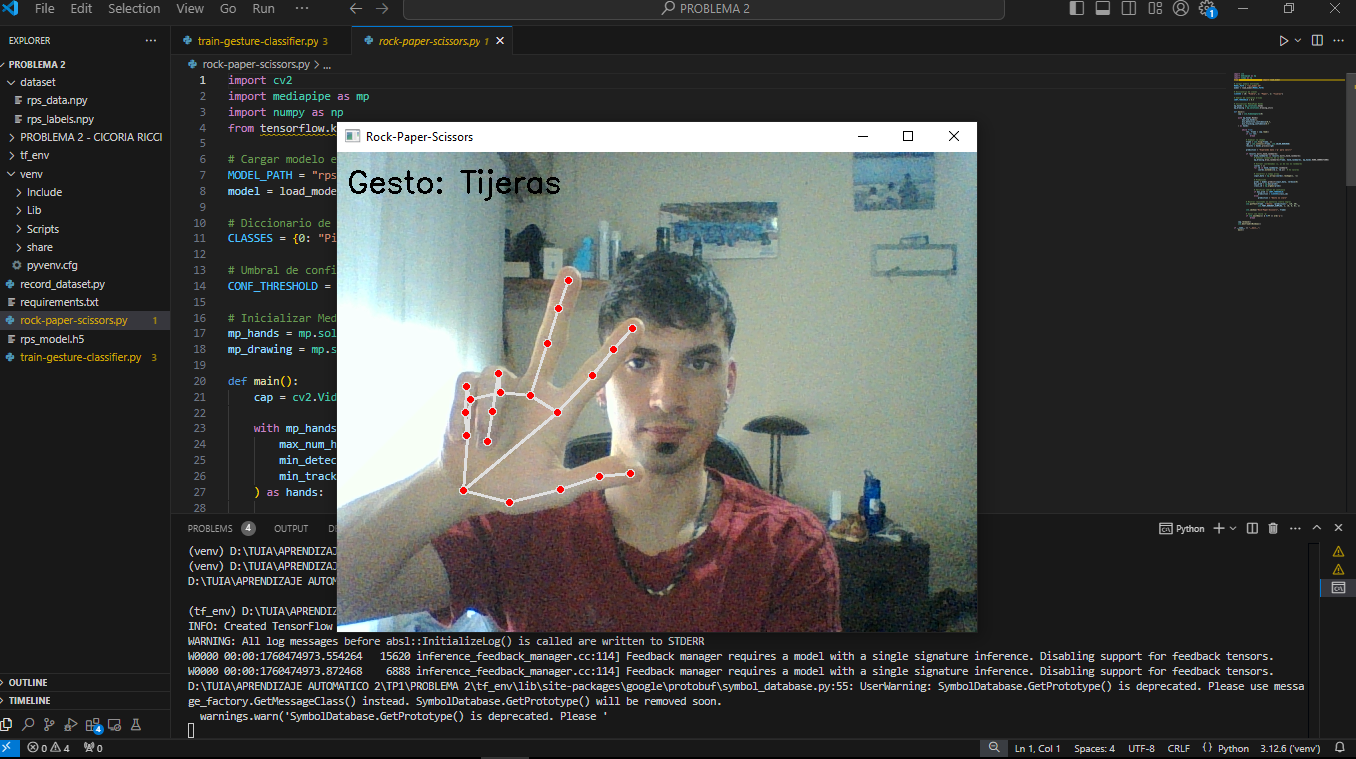 File Edit Selection View Go Run ··· PROBLEMA 2
EXPLORER ···
PROBLEMA 2
dataset
rps_data.npy
rps_labels.npy
PROBLEMA 2 - CICORIA RICCI
tf_env
venv
Include
Lib
Scripts
share
pyvenv.cfg
record_dataset.py
requirements.txt
rock-paper-scissors.py 1
rps_model.h5
train-gesture-classifier.py 3
OUTLINE
TIMELINE
train-gesture-classifier.py 3 rock-paper-scissors.py 1
rock-paper-scissors.py > ...
1 import cv2
2 import mediapipe as mp
3 import numpy as np
4 from tensorflow.k
5
6 # Cargar modelo e
7 MODEL_PATH = "rps
8 model = load_mode
9
10 # Diccionario de
11 CLASSES = {0: "Pi
12
13 # Umbral de confi
14 CONF_THRESHOLD =
15
16 # Inicializar Med
17 mp_hands = mp.sol
18 mp_drawing = mp.s
19
20 def main():
21 cap = cv2.Vid
22
23 with mp_hands
24 max_num_h
25 min_detec
26 min_track
27 ) as hands:
28
Rock-Paper-Scissors
Gesto: Tijeras
PROBLEMS 4 OUTPUT D
Python
(venv) D:\TUIA\APRENDIZAJ
(venv) D:\TUIA\APRENDIZAJ
D:\TUIA\APRENDIZAJE AUTOM
(tf_env) D:\TUIA\APRENDIZ
INFO: Created TensorFlow
WARNING: All log messages before absl::InitializeLog() is called are written to STDERR
W0000 00:00:1760474973.554264 15620 inference_feedback_manager.cc:114] Feedback manager requires a model with a single signature inference. Disabling support for feedback tensors.
W0000 00:00:1760474973.872468 6888 inference_feedback_manager.cc:114] Feedback manager requires a model with a single signature inference. Disabling support for feedback tensors.
D:\TUIA\APRENDIZAJE AUTOMATICO 2\TP1\PROBLEMA 2\tf_env\lib\site-packages\google\protobuf\symbol_database.py:55: UserWarning: SymbolDatabase.GetPrototype() is deprecated. Please use messa
ge_factory.GetMessageClass() instead. SymbolDatabase.GetPrototype() will be removed soon.
warnings.warn('SymbolDatabase.GetPrototype() is deprecated. Please '
0 4 0 Ln 1, Col 1 Spaces: 4 UTF-8 CRLF {} Python 3.12.6 ('venv')